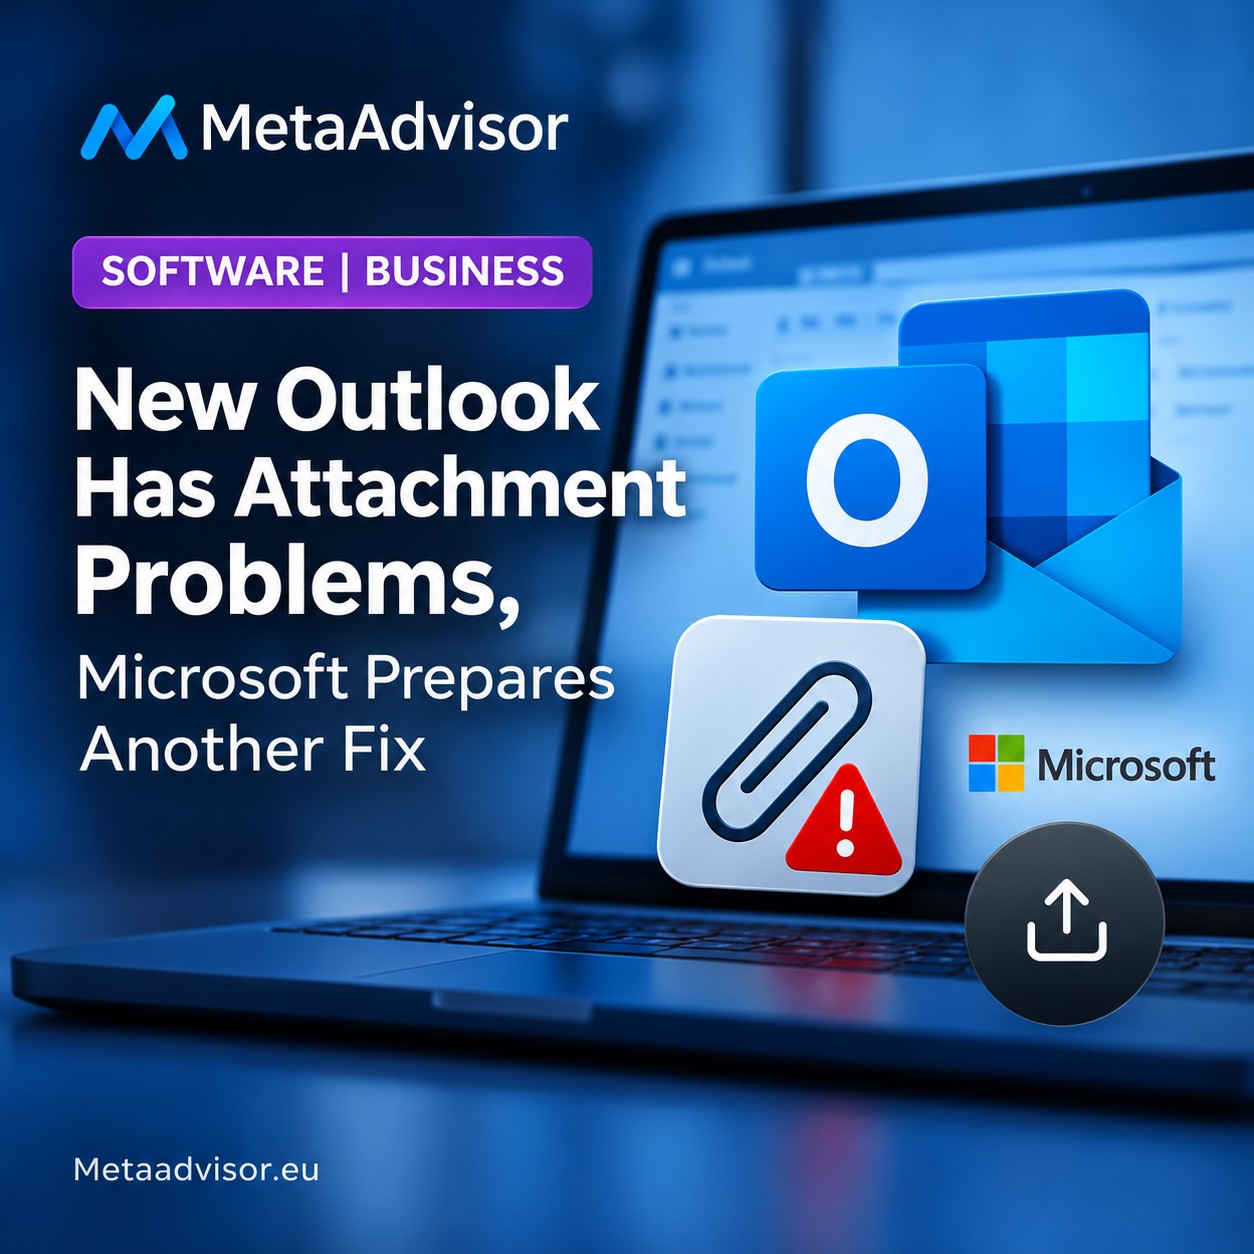 MetaAdvisor
SOFTWARE | BUSINESS
New Outlook
Has Attachment
Problems,
Microsoft Prepares
Another Fix
O
Microsoft
Metaadvisor.eu